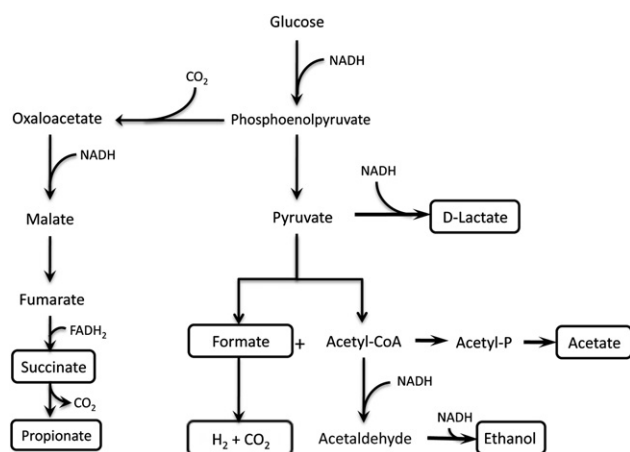 Glucose
NADH
CO₂
Oxaloacetate
Phosphoenolpyruvate
NADH
NADH
Malate
Pyruvate
D-Lactate
Fumarate
FADH₂
Formate
+
Acetyl-CoA
Acetyl-P
Acetate
Succinate
CO₂
NADH
NADH
Propionate
H₂ + CO₂
Acetaldehyde
Ethanol